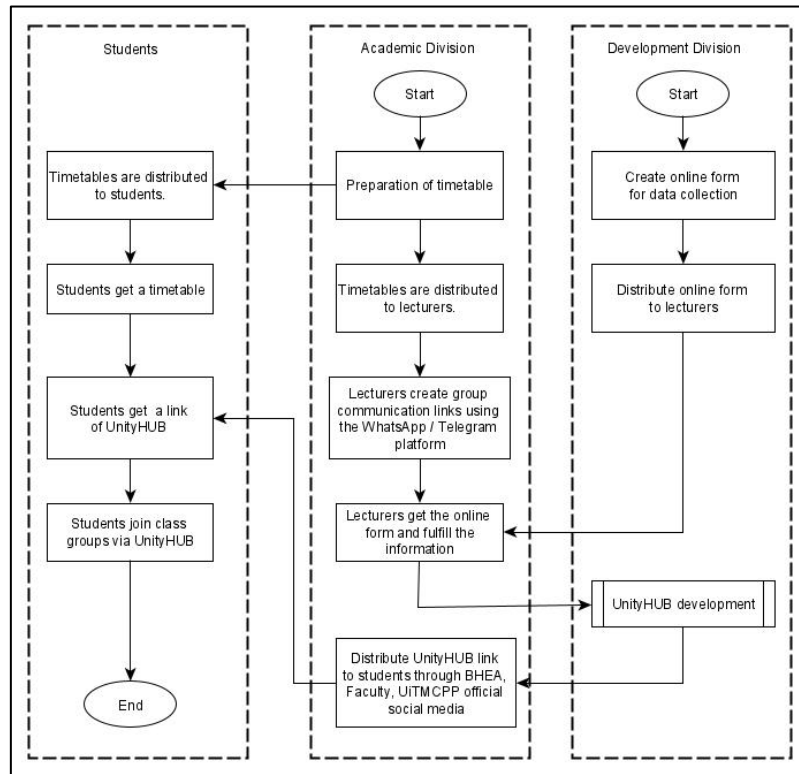 Students
Timetables are distributed
to students.
Students get a timetable
Students get a link
of UnityHUB
Students join class
groups via UnityHUB
End
Academic Division
Start
Preparation of timetable
Timetables are distributed
to lecturers.
Lecturers create group
communication links using
the WhatsApp / Telegram
platform
Lecturers get the online
form and fulfill the
information
Distribute UnityHUB link
to students through BHEA,
Faculty, UiTMCPP official
social media
Development Division
Start
Create online form
for data collection
Distribute online form
to lecturers
UnityHUB development